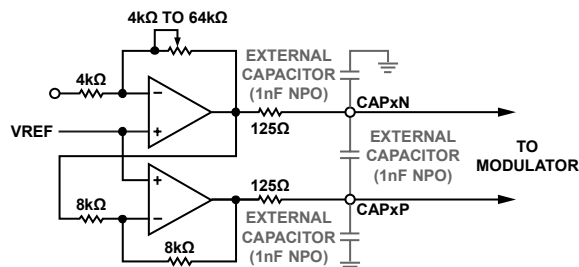 4kΩ TO 64kΩ
4kΩ
EXTERNAL
CAPACITOR
(1nF NPO)
CAPxN
VREF
125Ω
EXTERNAL
CAPACITOR
(1nF NPO)
TO
MODULATOR
125Ω
CAPxP
8kΩ
8kΩ
EXTERNAL
CAPACITOR
(1nF NPO)